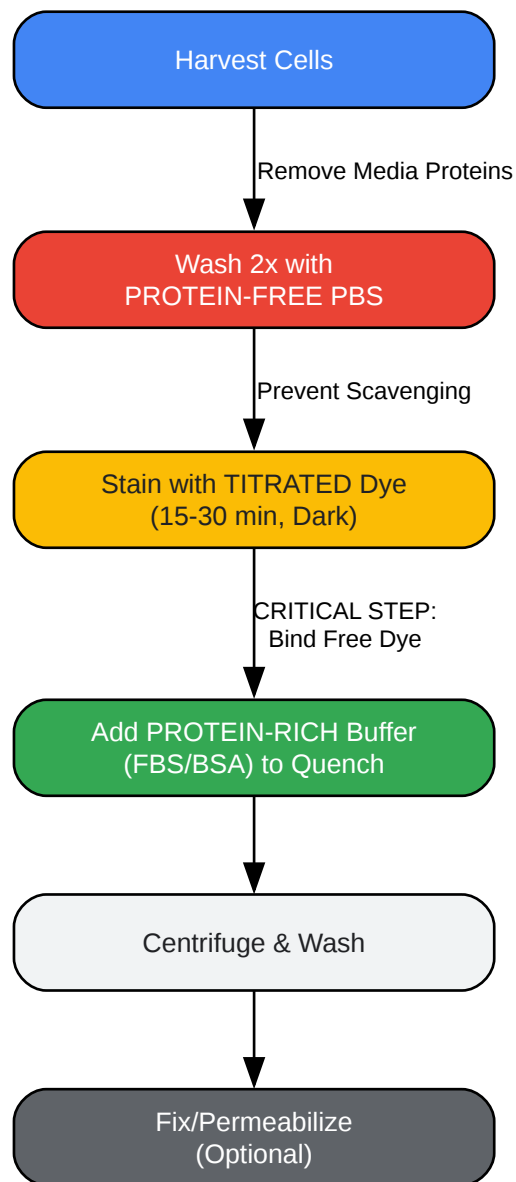 Harvest Cells
Remove Media Proteins
Wash 2x with
PROTEIN-FREE PBS
Prevent Scavenging
Stain with TITRATED Dye
(15-30 min, Dark)
CRITICAL STEP:
Bind Free Dye
Add PROTEIN-RICH Buffer
(FBS/BSA) to Quench
Centrifuge & Wash
Fix/Permeabilize
(Optional)